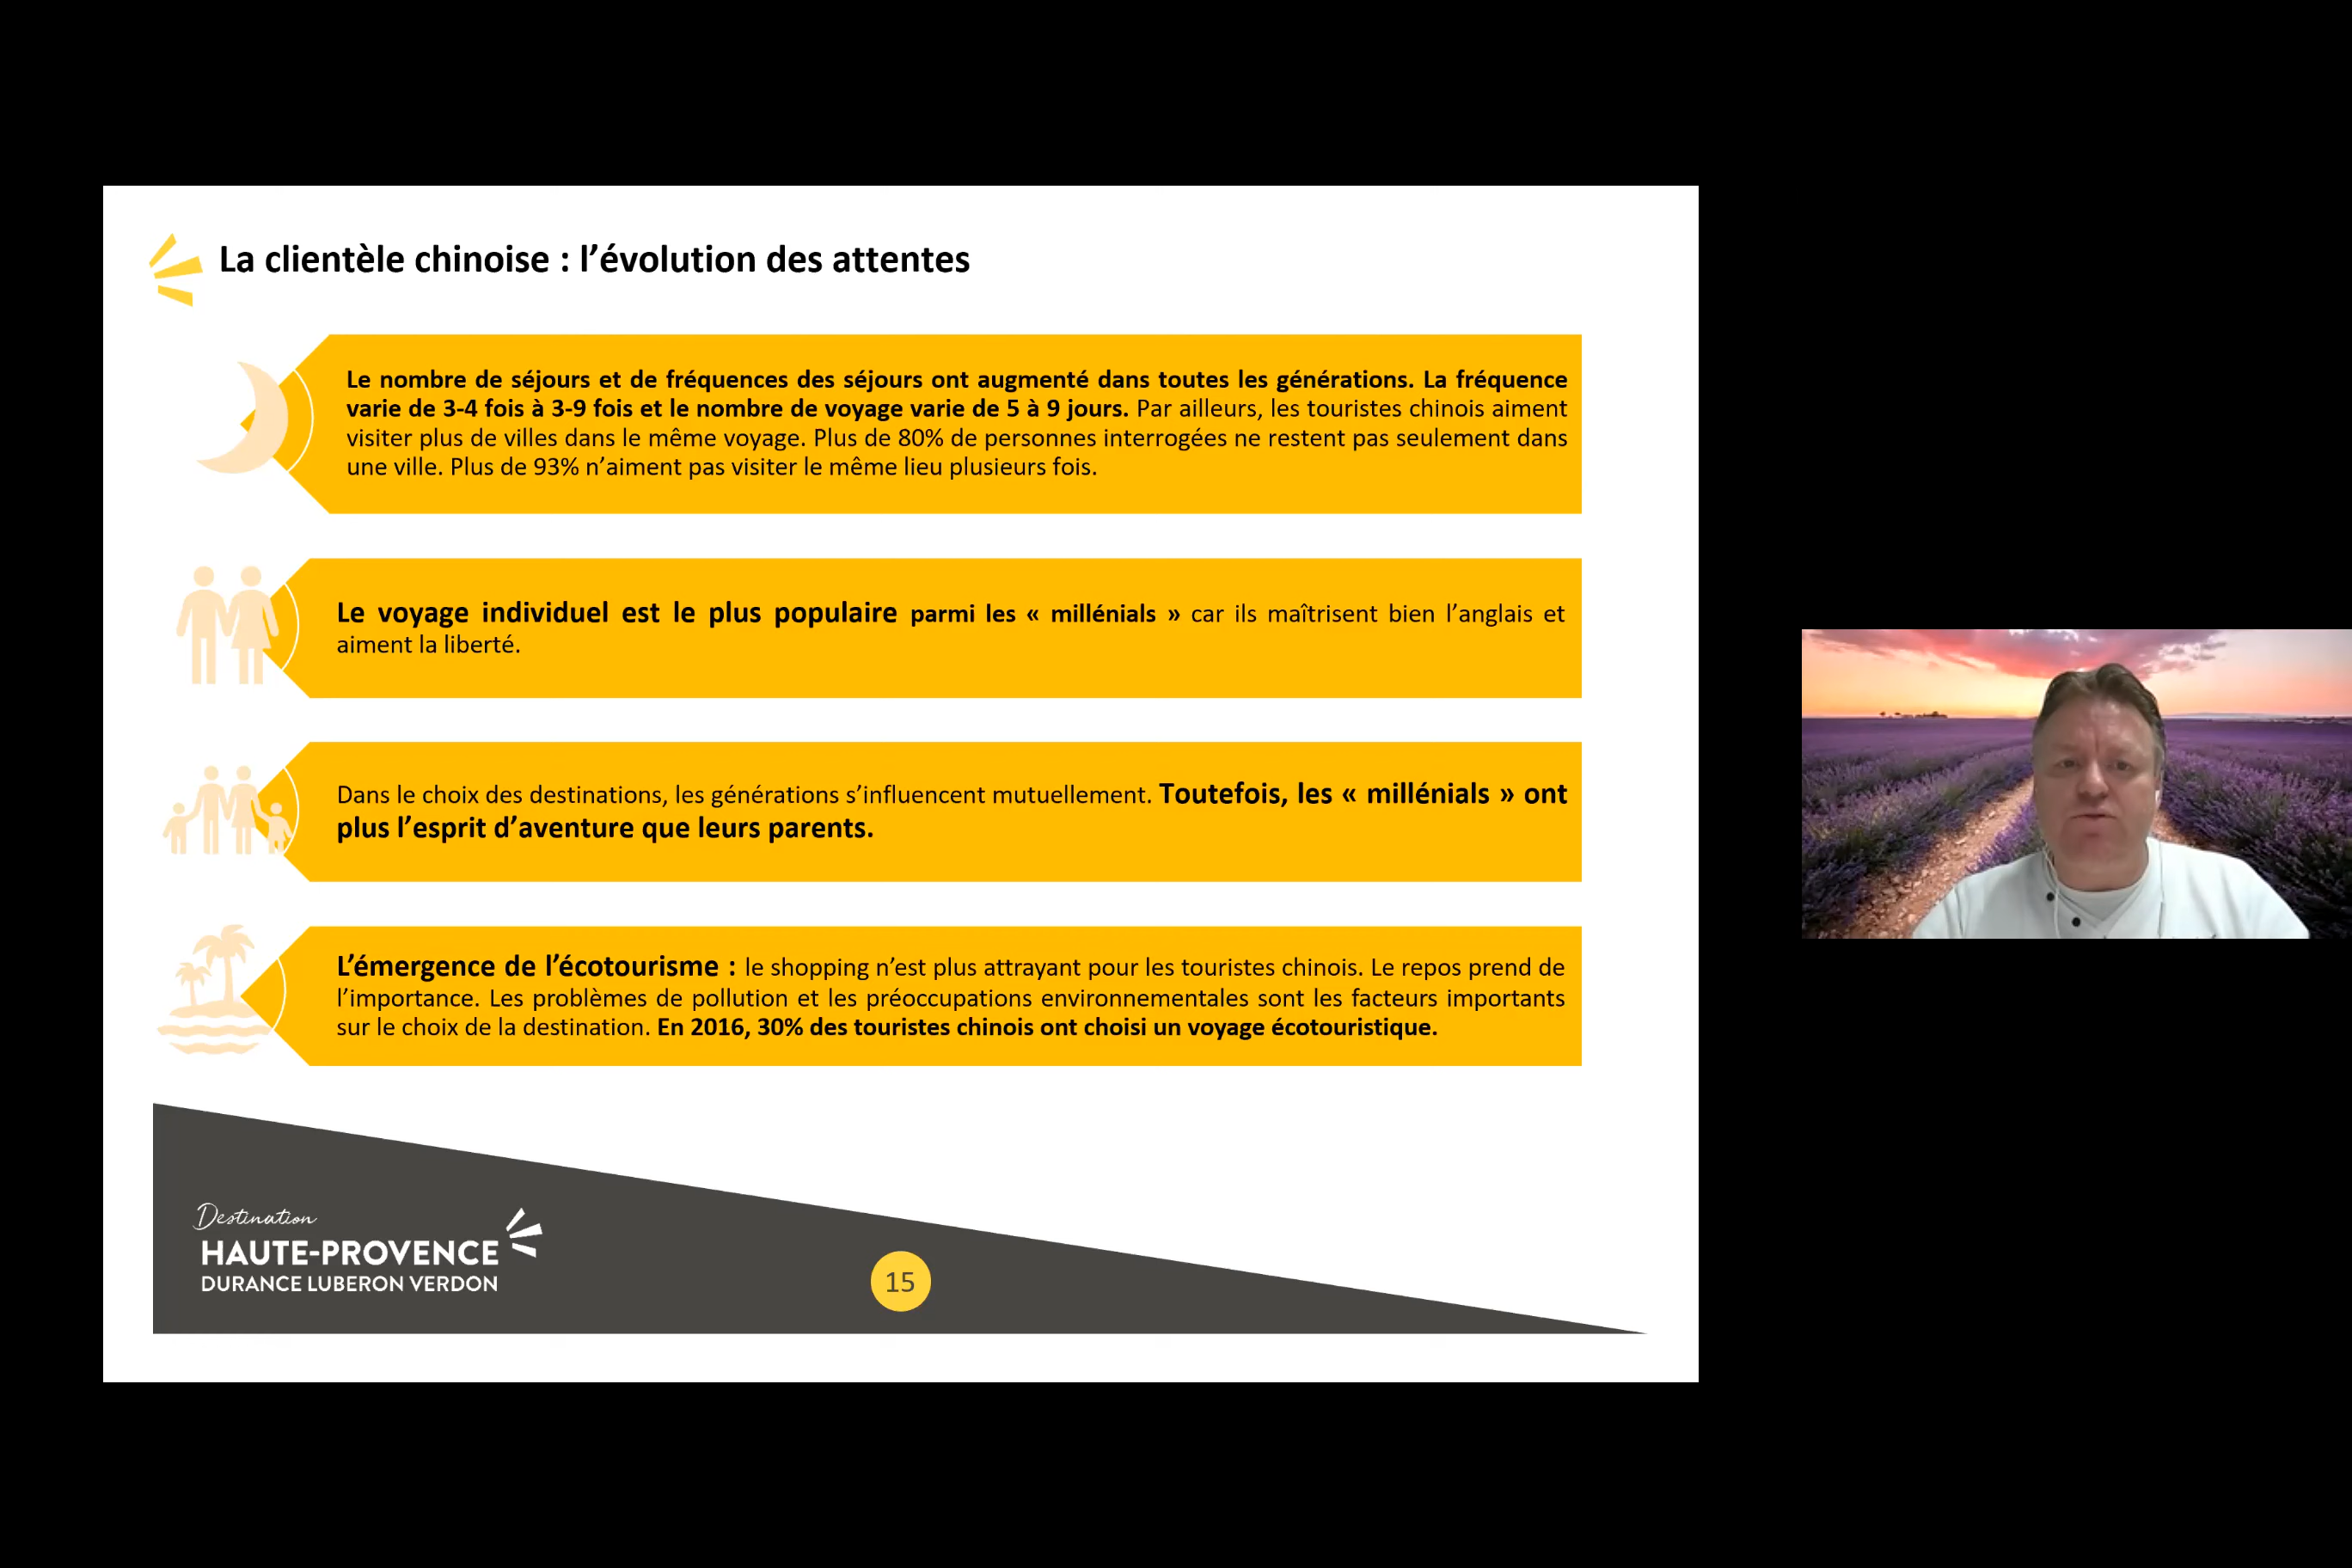 La clientèle chinoise : l’évolution des attentes
Le nombre de séjours et de fréquences des séjours ont augmenté dans toutes les générations. La fréquence
varie de 3-4 fois à 3-9 fois et le nombre de voyage varie de 5 à 9 jours. Par ailleurs, les touristes chinois aiment
visiter plus de villes dans le même voyage. Plus de 80% de personnes interrogées ne restent pas seulement dans
une ville. Plus de 93% n’aiment pas visiter le même lieu plusieurs fois.
Le voyage individuel est le plus populaire parmi les « millénials » car ils maîtrisent bien l’anglais et
aiment la liberté.
Dans le choix des destinations, les générations s’influencent mutuellement. Toutefois, les « millénials » ont
plus l’esprit d’aventure que leurs parents.
L’émergence de l’écotourisme : le shopping n’est plus attrayant pour les touristes chinois. Le repos prend de
l’importance. Les problèmes de pollution et les préoccupations environnementales sont les facteurs importants
sur le choix de la destination. En 2016, 30% des touristes chinois ont choisi un voyage écotouristique.
Destination
HAUTE-PROVENCE
DURANCE LUBERON VERDON
15